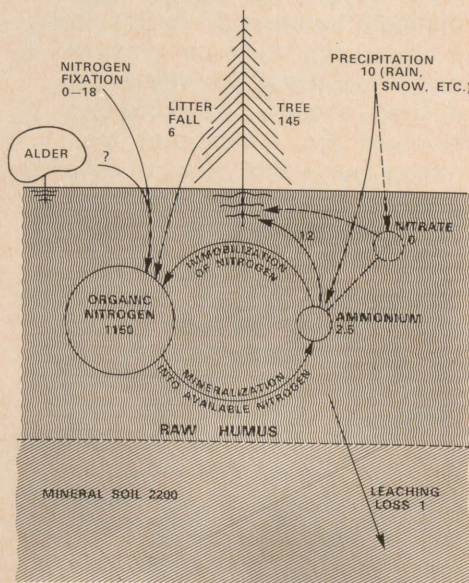 NITROGEN
FIXATION
0–18
LITTER
FALL
6
TREE
145
PRECIPITATION
10 (RAIN,
SNOW, ETC.)
ALDER
?
NITRATE
0
12
IMMOBILIZATION
OF NITROGEN
ORGANIC
NITROGEN
1150
AMMONIUM
2.5
MINERALIZATION
INTO AVAILABLE NITROGEN
RAW HUMUS
MINERAL SOIL 2200
LEACHING
LOSS 1